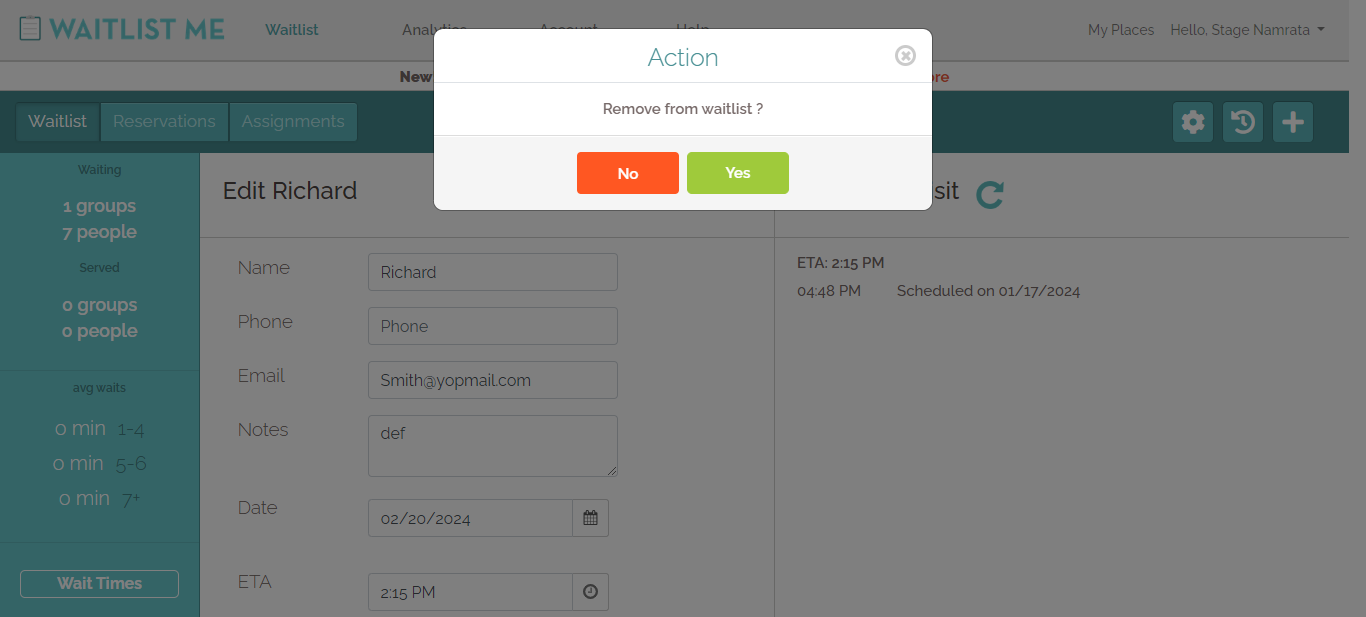 WAITLIST ME
Waitlist
Analytics
Account
Help
My Places
Hello, Stage Namrata
New
ore
Action
Remove from waitlist ?
No
Yes
Waitlist
Reservations
Assignments
Waiting
1 groups
7 people
Served
0 groups
0 people
avg waits
0 min 1-4
0 min 5-6
0 min 7+
Wait Times
Edit Richard
Name
Richard
Phone
Phone
Email
Smith@yopmail.com
Notes
def
Date
02/20/2024
ETA
2:15 PM
sit
ETA: 2:15 PM
04:48 PM Scheduled on 01/17/2024